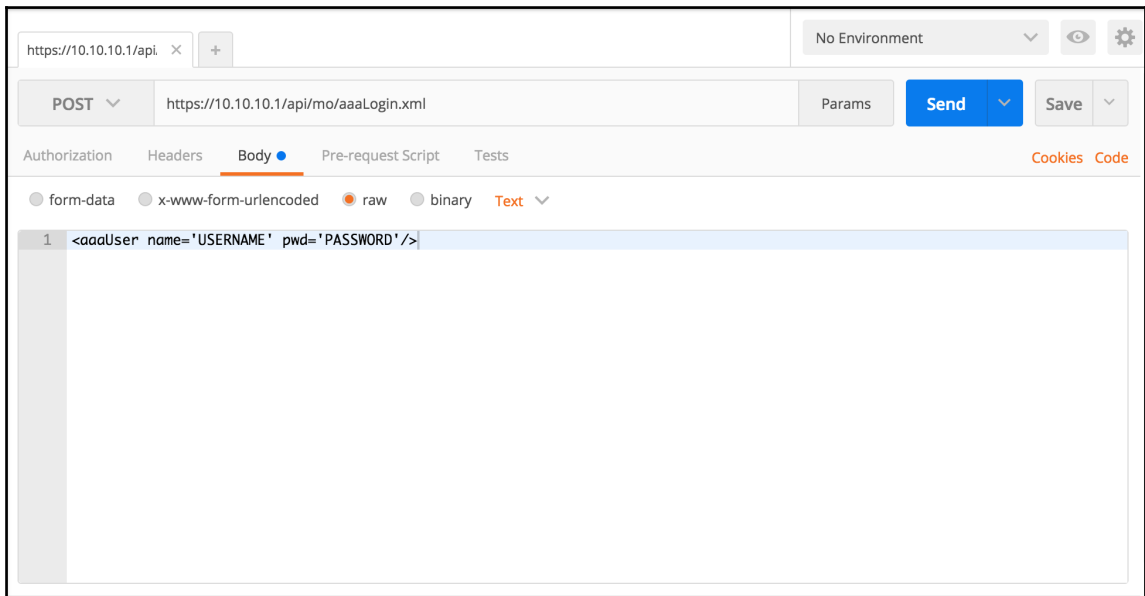 https://10.10.10.1/api. × +
No Environment
POST https://10.10.10.1/api/mo/aaaLogin.xml Params Send Save
Authorization Headers Body Pre-request Script Tests Cookies Code
form-data x-www-form-urlencoded raw binary Text
1 <aaaUser name='USERNAME' pwd='PASSWORD'/>